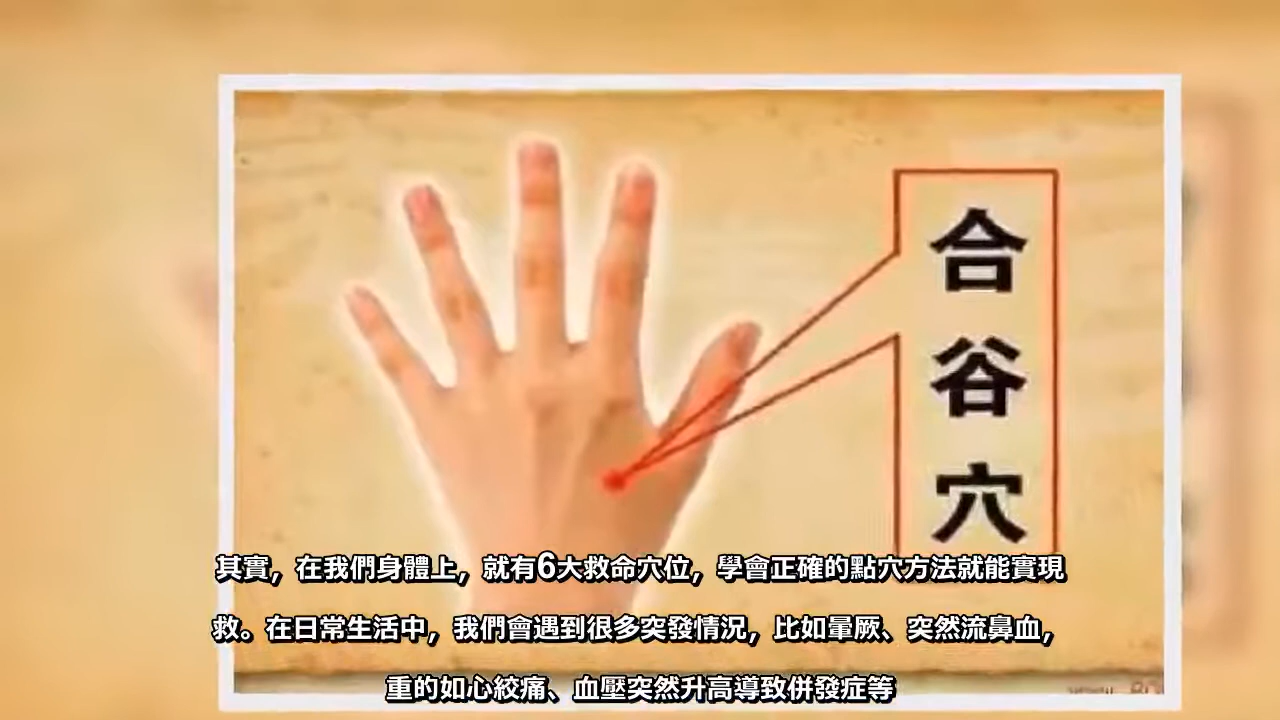 合谷穴
其實，在我們身體上，就有6大救命穴位，學會正確的點穴方法就能實現
救。在日常生活中，我們會遇到很多突發情況，比如暈厥、突然流鼻血，
重的如心絞痛、血壓突然升高導致併發症等